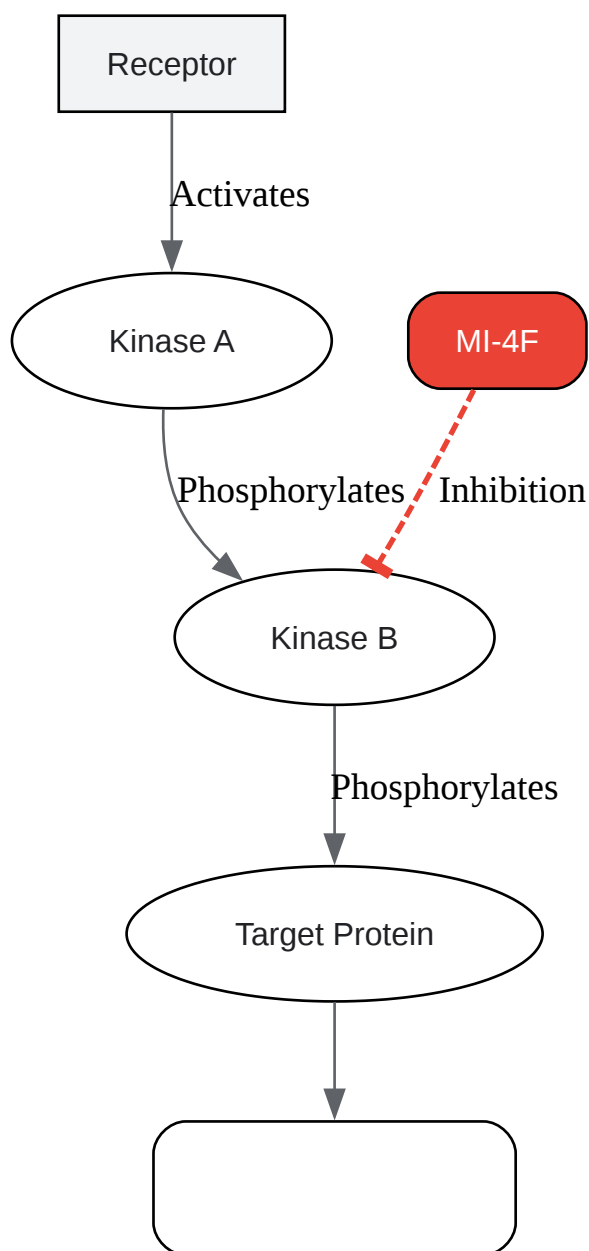 Receptor
Activates
Kinase A
MI-4F
Phosphorylates
Inhibition
Kinase B
Phosphorylates
Target Protein